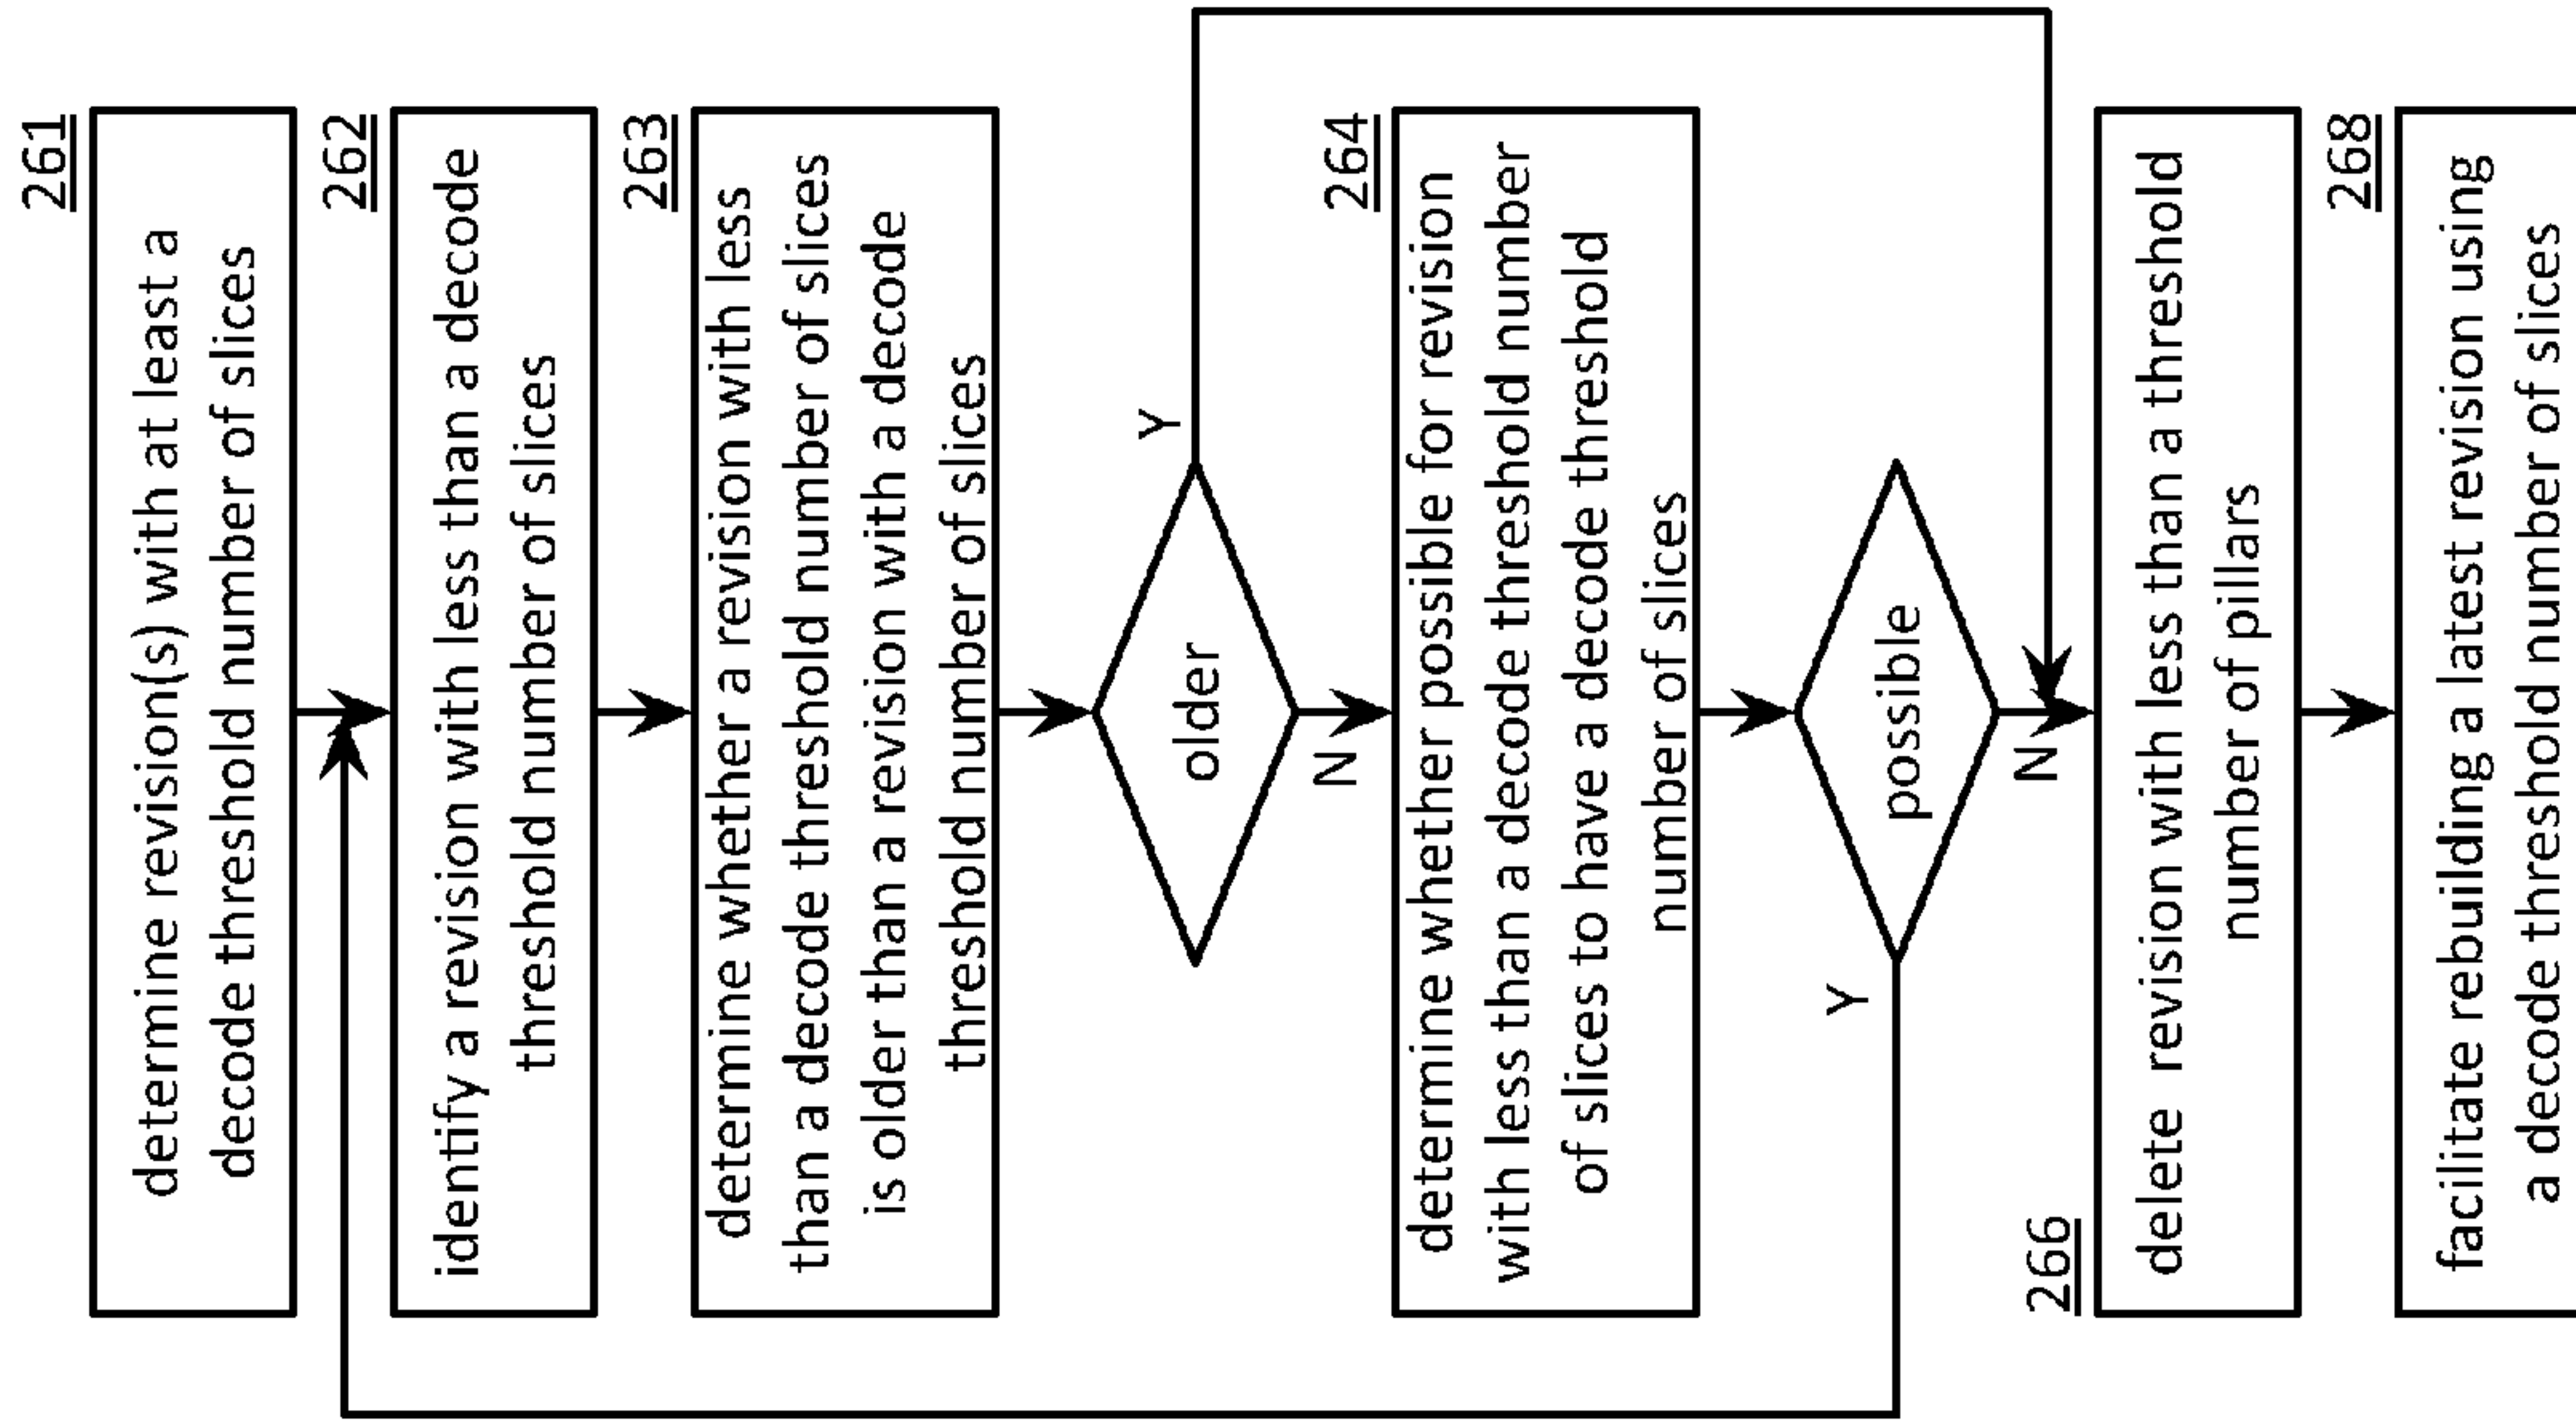 261
determine revision(s) with at least a
decode threshold number of slices
262
identify a revision with less than a decode
threshold number of slices
263
determine whether a revision with less
than a decode threshold number of slices
is older than a revision with a decode
threshold number of slices
older
Y
N
264
determine whether possible for revision
with less than a decode threshold number
of slices to have a decode threshold
number of slices
possible
Y
N
266
delete revision with less than a threshold
number of pillars
268
facilitate rebuilding a latest revision using
a decode threshold number of slices